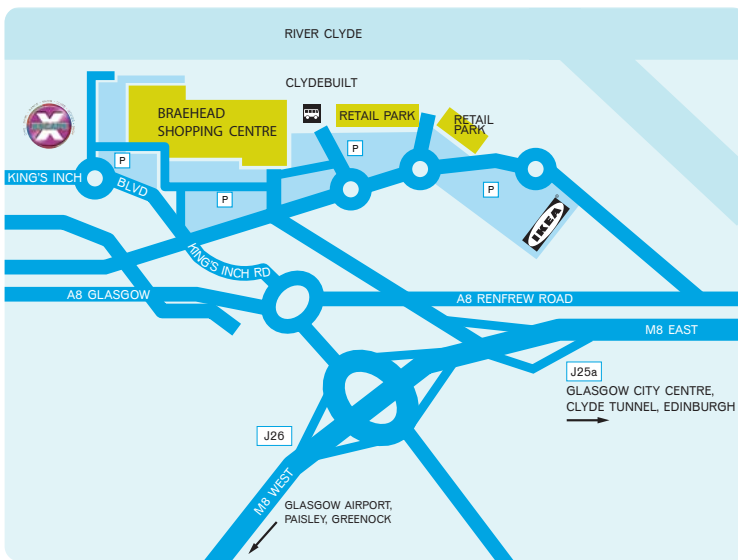 RIVER CLYDE
CLYDEBUILT
BRAEHEAD
SHOPPING CENTRE
RETAIL PARK
RETAIL
PARK
P
P
P
P
KING'S INCH
BLVD
IKEA
KING'S INCH RD
A8 GLASGOW
A8 RENFREW ROAD
M8 EAST
J25a
GLASGOW CITY CENTRE,
CLYDE TUNNEL, EDINBURGH
J26
M8 WEST
GLASGOW AIRPORT,
PAISLEY, GREENOCK